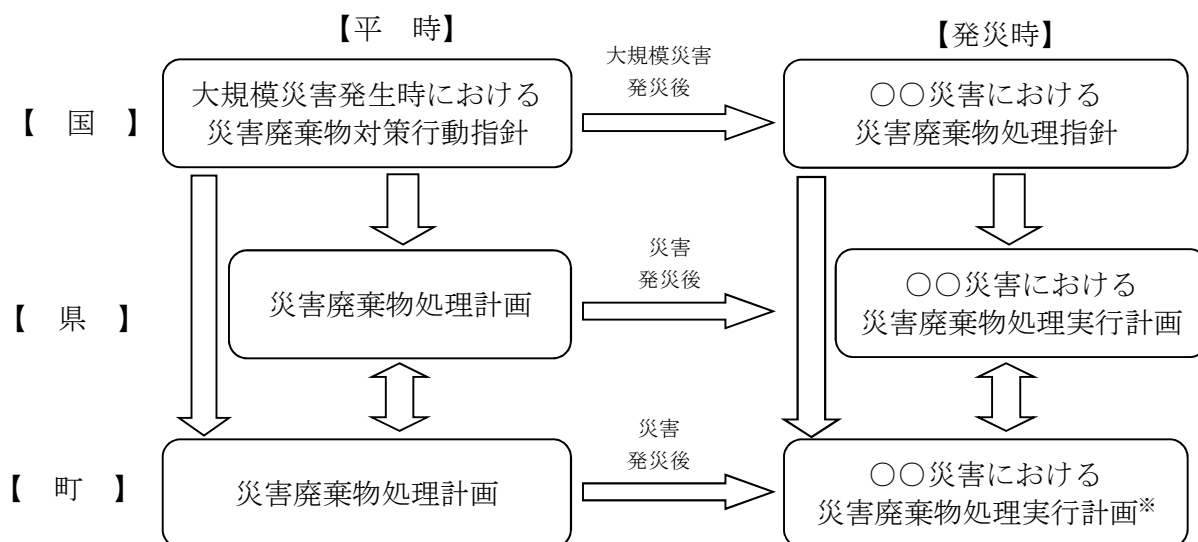 【平　時】
【発災時】
大規模災害
発災後
【　国　】
大規模災害発生時における
災害廃棄物対策行動指針
○○災害における
災害廃棄物処理指針
災害
発災後
【　県　】
災害廃棄物処理計画
○○災害における
災害廃棄物処理実行計画
災害
発災後
【　町　】
災害廃棄物処理計画
○○災害における
災害廃棄物処理実行計画※